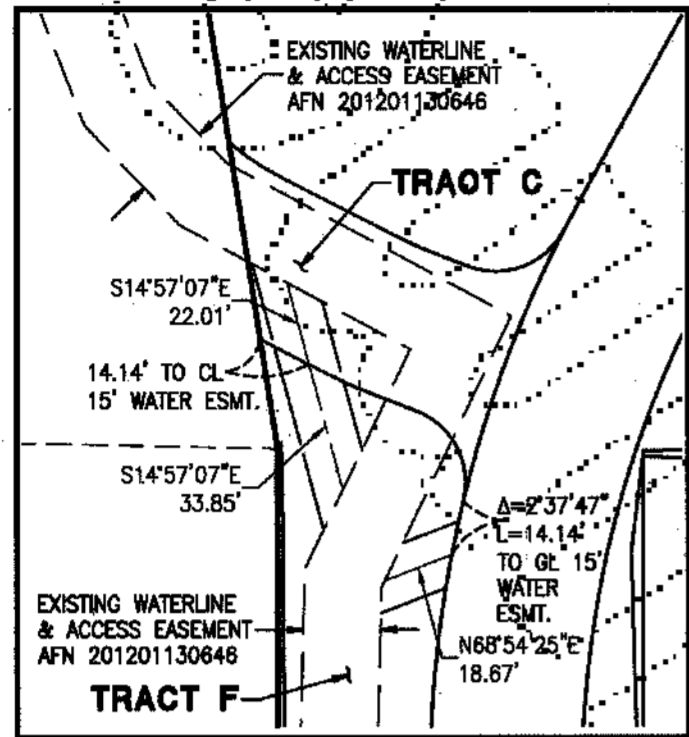 EXISTING WATERLINE
& ACCESS EASEMENT
AFN 201201130646
TRACT C
S14°57'07"E
22.01'
14.14' TO CL
15' WATER ESMT.
S14°57'07"E
33.85'
Δ=2°37'47"
L=14.14'
TO CL 15'
WATER
ESMT.
N68°54'25"E
18.67'
EXISTING WATERLINE
& ACCESS EASEMENT
AFN 201201130646
TRACT F